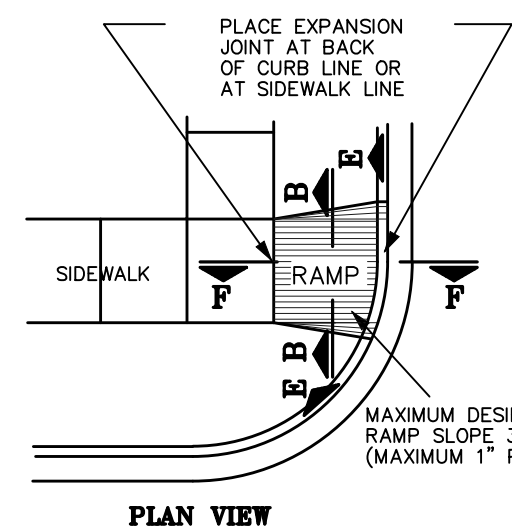 PLACE EXPANSION
JOINT AT BACK
OF CURB LINE OR
AT SIDEWALK LINE
E
B
SIDEWALK
RAMP
F
F
B
E
MAXIMUM
RAMP SLOPE
(MAXIMUM 1"
PLAN VIEW